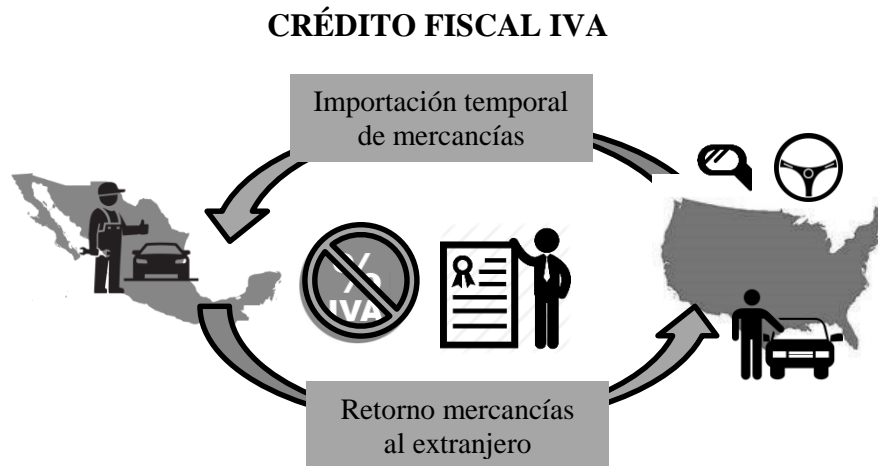 CRÉDITO FISCAL IVA
Importación temporal
de mercancías
%
IVA
Retorno mercancías
al extranjero